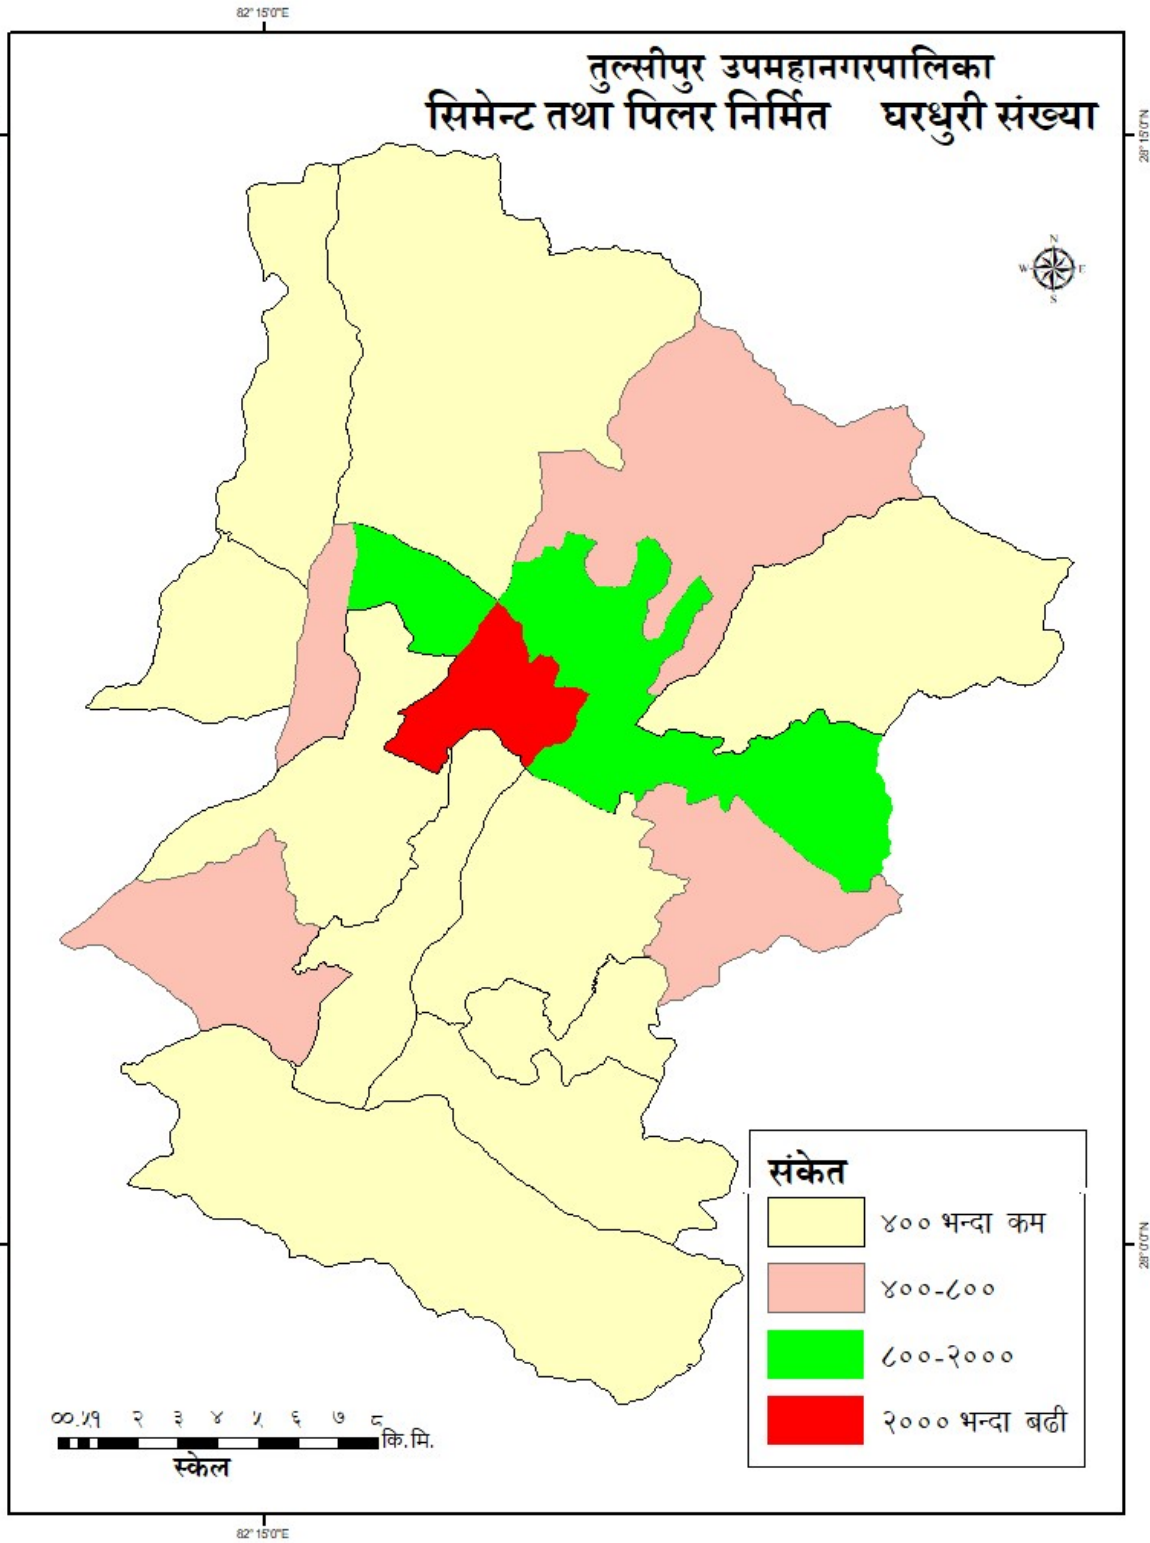 82°15'0"E
तुल्सीपुर उपमहानगरपालिका
सिमेन्ट तथा पिलर निर्मित घरधुरी संख्या
28°15'0"N
N
W E
S
संकेत
४०० भन्दा कम
४००-८००
८००-२०००
२००० भन्दा बढी
28°0'0"N
००.५१ २ ३ ४ ५ ६ ७ ८ कि.मि.
स्केल
82°15'0"E